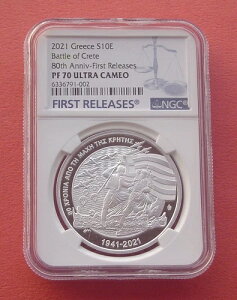 2021 Greece S10E
Battle of Crete
80th Anniv-First Releases
PF 70 ULTRA CAMEO
6336791-002
FIRST RELEASES
NGC
80 ΧΡΟΝΙΑ ΑΠΟ ΤΗ ΜΑΧΗ ΤΗΣ ΚΡΗΤΗΣ
1941-2021